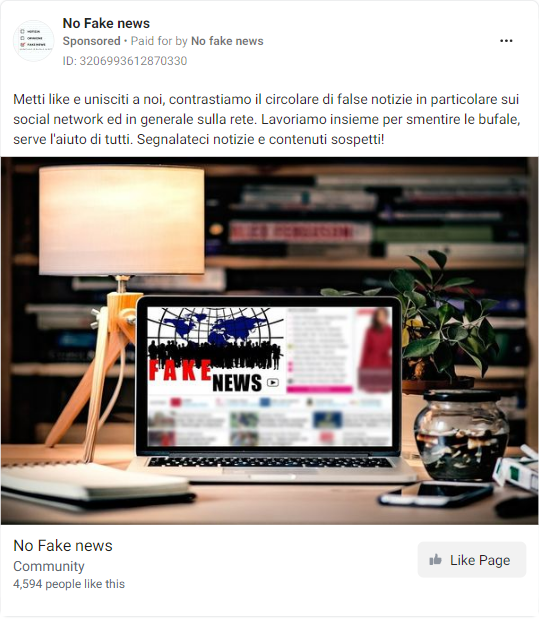 No Fake news
Sponsored • Paid for by No fake news
ID: 3206993612870330
Metti like e unisciti a noi, contrastiamo il circolare di false notizie in particolare sui
social network ed in generale sulla rete. Lavoriamo insieme per smentire le bufale,
serve l'aiuto di tutti. Segnalateci notizie e contenuti sospetti!
FAKE
NEWS
No Fake news
Community
4,594 people like this
Like Page